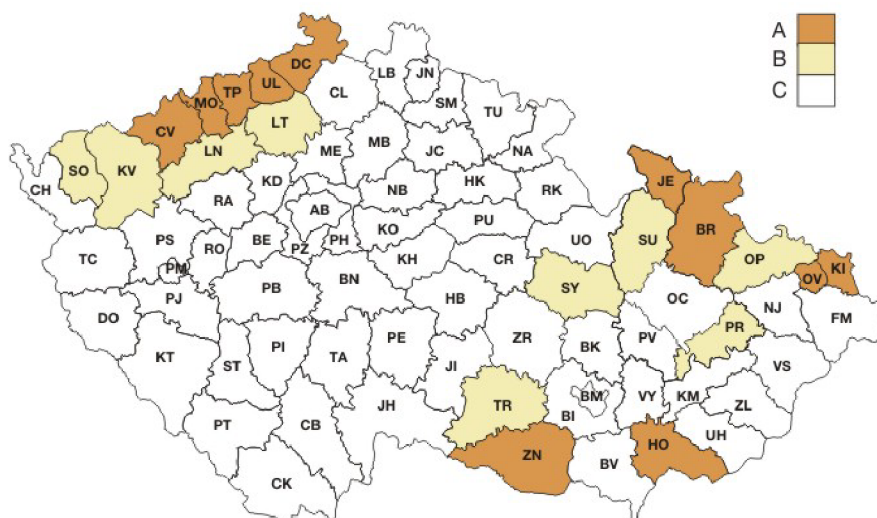 A
B
C
DC
UL
TP
MO
CV
LT
LN
SO
KV
CH
CL
LB
JN
SM
TU
ME
MB
JC
NA
KD
RA
AB
NB
HK
RK
PS
RO
BE
PZ
PH
KO
PU
TC
PM
PJ
PB
BN
KH
CR
UO
HB
SY
SU
JE
BR
OP
OV
KI
DO
KT
ST
PI
TA
PE
JI
ZR
BK
PV
OC
PR
NJ
FM
VS
PT
CB
JH
TR
BI
BM
VY
KM
ZL
UH
HO
BV
ZN
CK